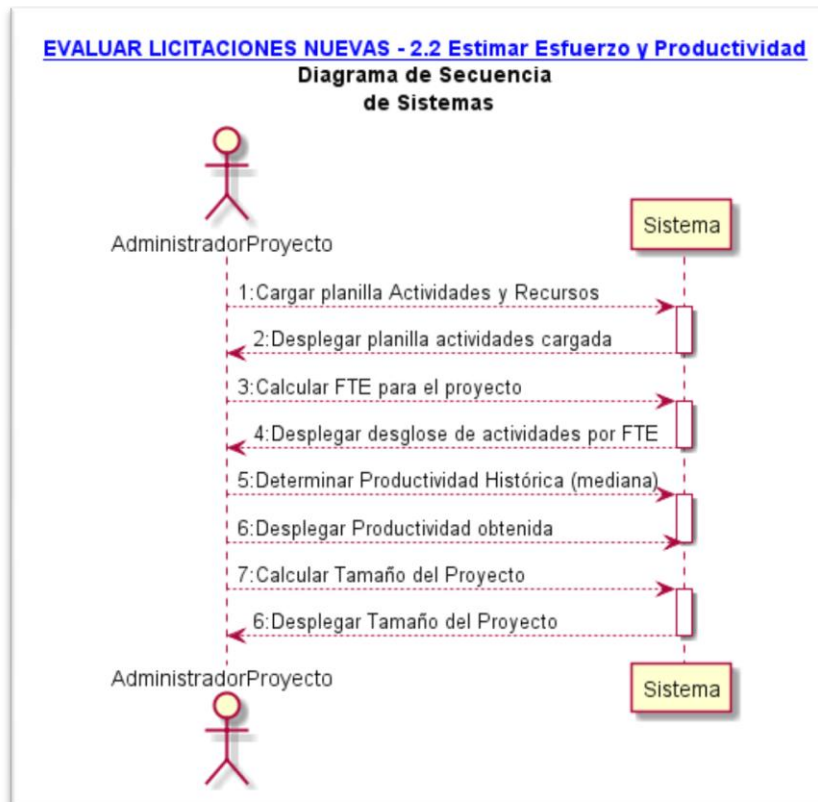 EVALUAR LICITACIONES NUEVAS - 2.2 Estimar Esfuerzo y Productividad
Diagrama de Secuencia
de Sistemas
AdministradorProyecto
Sistema
1:Cargar planilla Actividades y Recursos
2:Desplegar planilla actividades cargada
3:Calcular FTE para el proyecto
4:Desplegar desglose de actividades por FTE
5:Determinar Productividad Histórica (mediana)
6:Desplegar Productividad obtenida
7:Calcular Tamaño del Proyecto
6:Desplegar Tamaño del Proyecto
AdministradorProyecto
Sistema